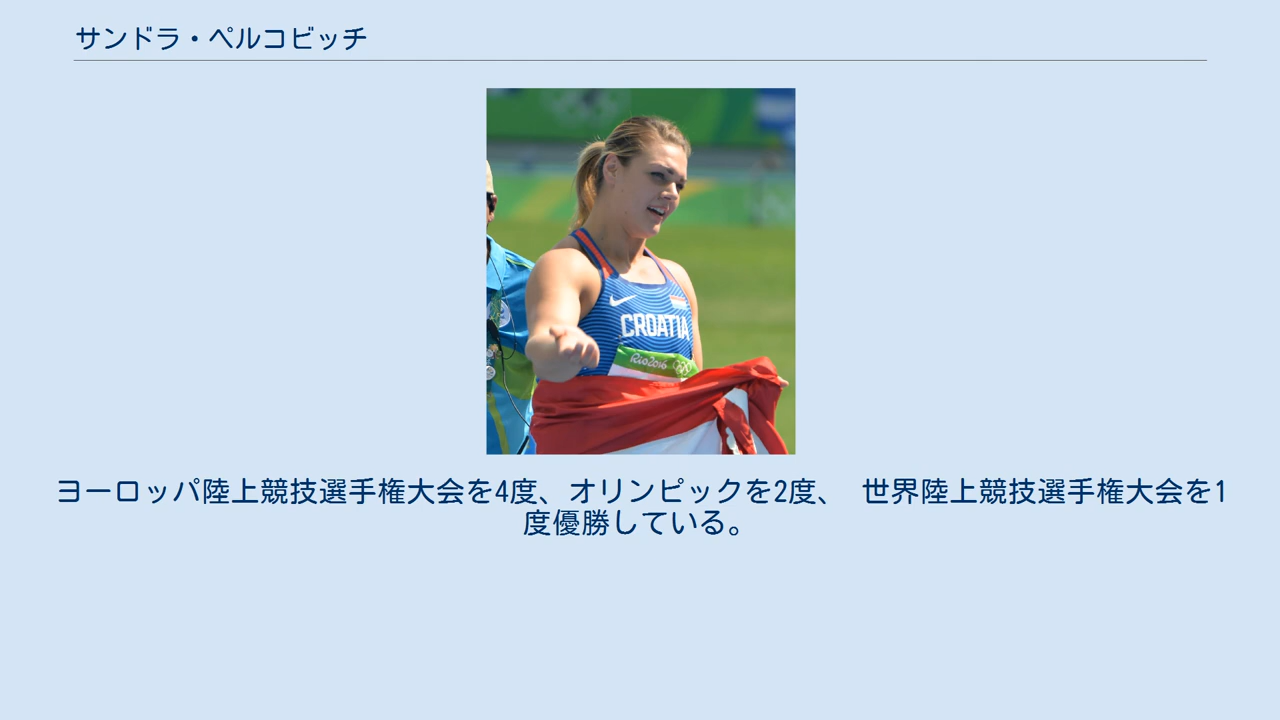 サンドラ・ペルコビッチ
CROATIA
Rio2016
ヨーロッパ陸上競技選手権大会を4度、オリンピックを2度、 世界陸上競技選手権大会を1
度優勝している。